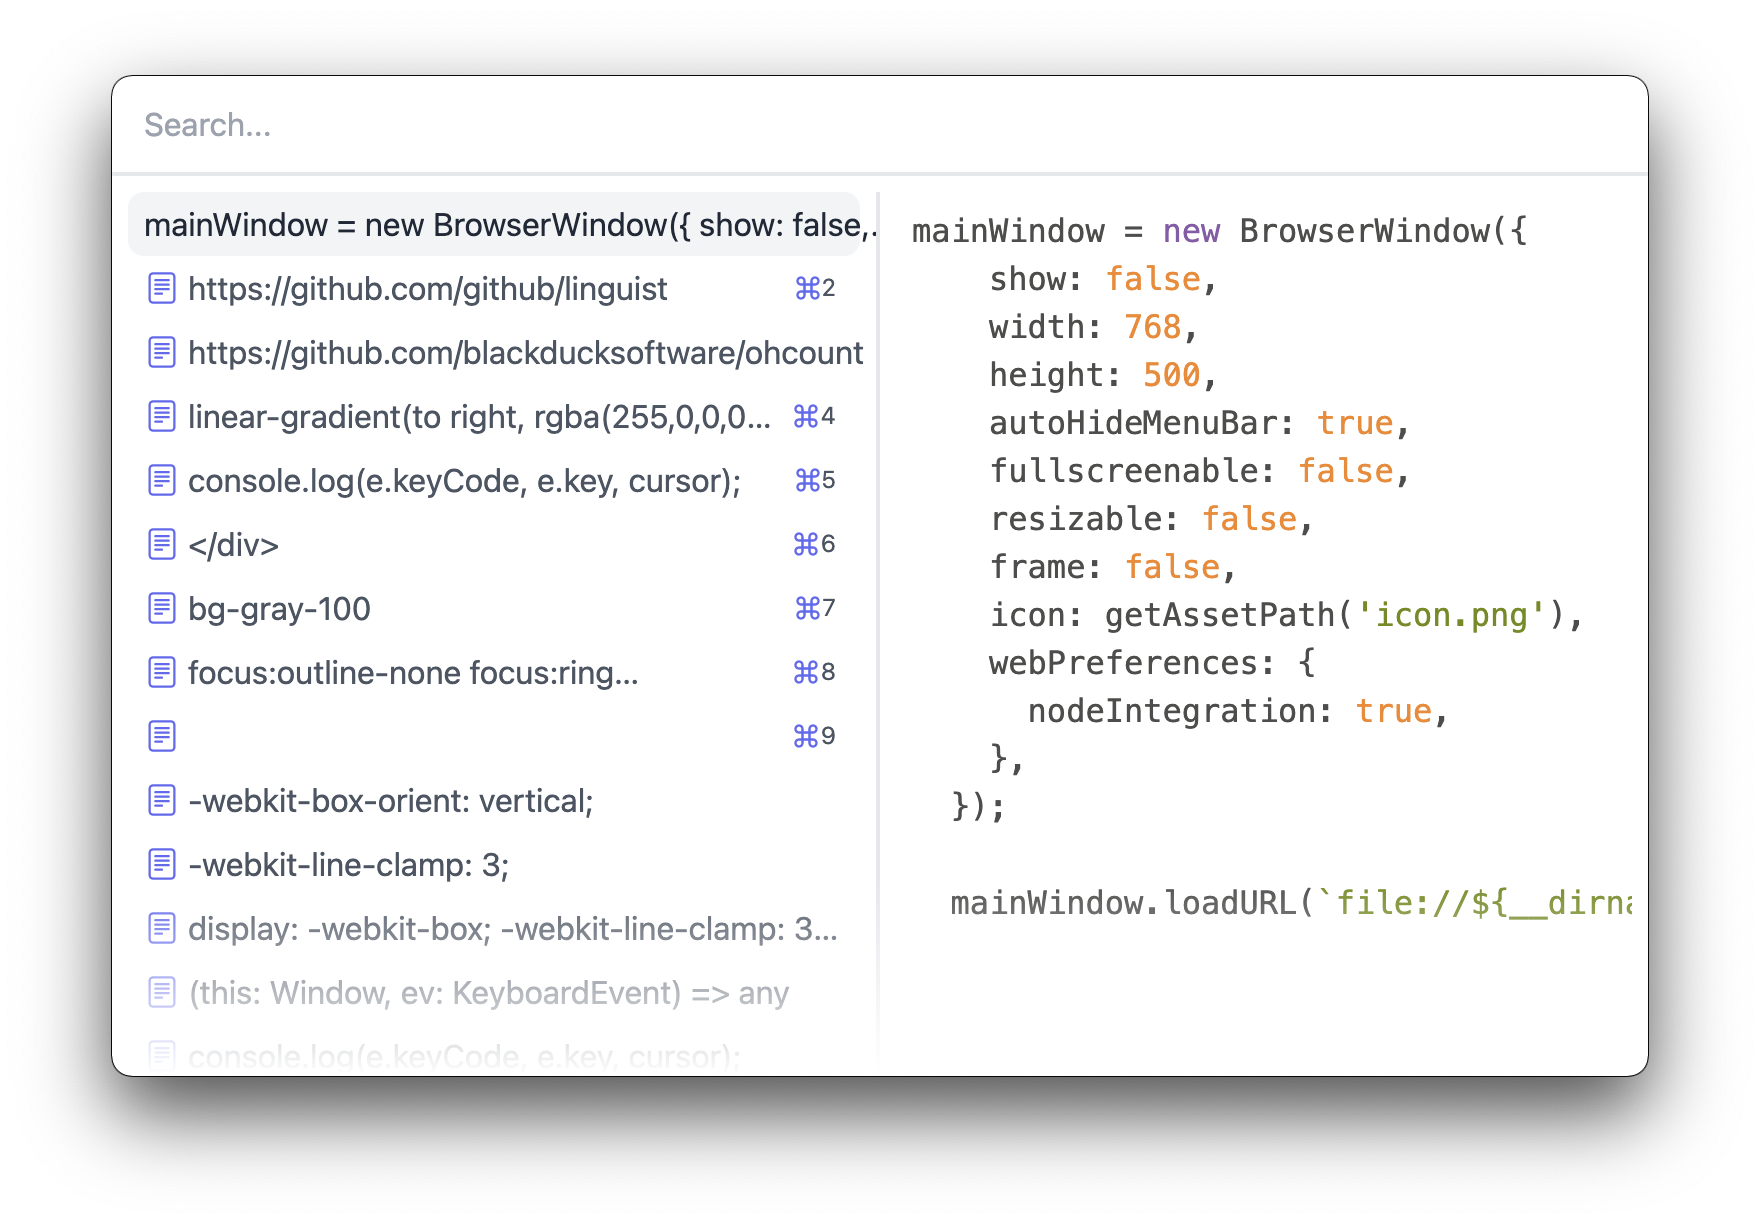 Search...
mainWindow = new BrowserWindow({ show: false,.
https://github.com/github/linguist ⌘2
https://github.com/blackducksoftware/ohcount
linear-gradient(to right, rgba(255,0,0,0... ⌘4
console.log(e.keyCode, e.key, cursor); ⌘5
</div> ⌘6
bg-gray-100 ⌘7
focus:outline-none focus:ring... ⌘8
⌘9
-webkit-box-orient: vertical;
-webkit-line-clamp: 3;
display: -webkit-box; -webkit-line-clamp: 3...
(this: Window, ev: KeyboardEvent) => any
console.log(e.keyCode, e.key, cursor);
mainWindow = new BrowserWindow({
    show: false,
    width: 768,
    height: 500,
    autoHideMenuBar: true,
    fullscreenable: false,
    resizable: false,
    frame: false,
    icon: getAssetPath('icon.png'),
    webPreferences: {
      nodeIntegration: true,
    },
  });
  mainWindow.loadURL(`file://${__dirna